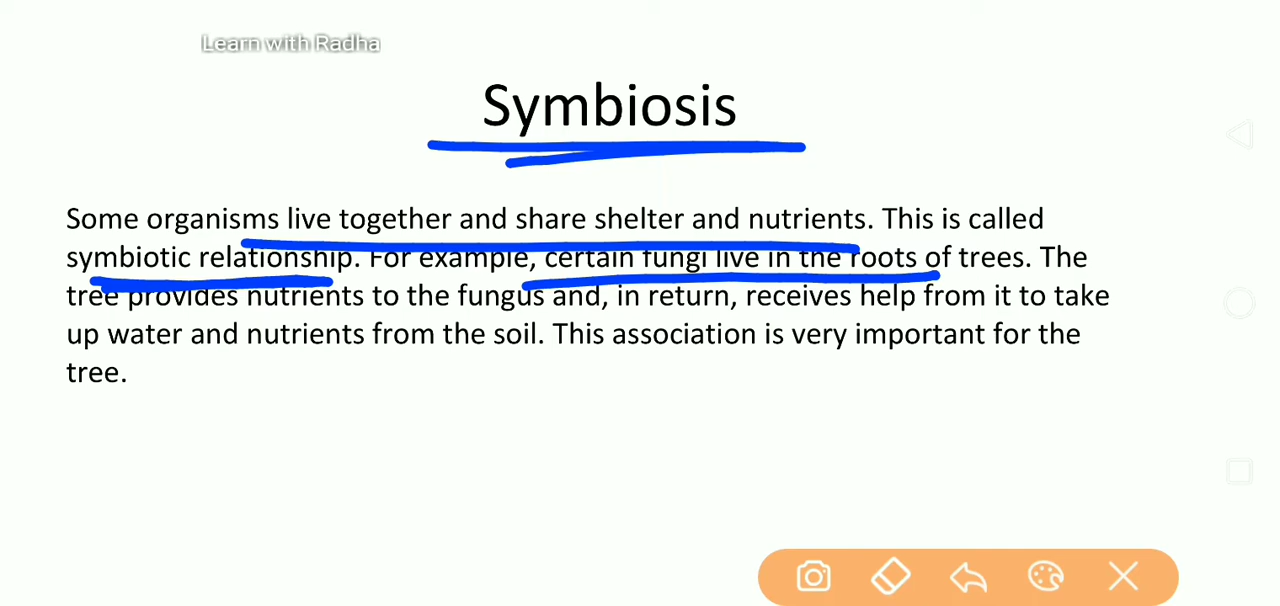 Learn with Radha
Symbiosis
Some organisms live together and share shelter and nutrients. This is called
symbiotic relationship. For example, certain fungi live in the roots of trees. The
tree provides nutrients to the fungus and, in return, receives help from it to take
up water and nutrients from the soil. This association is very important for the
tree.